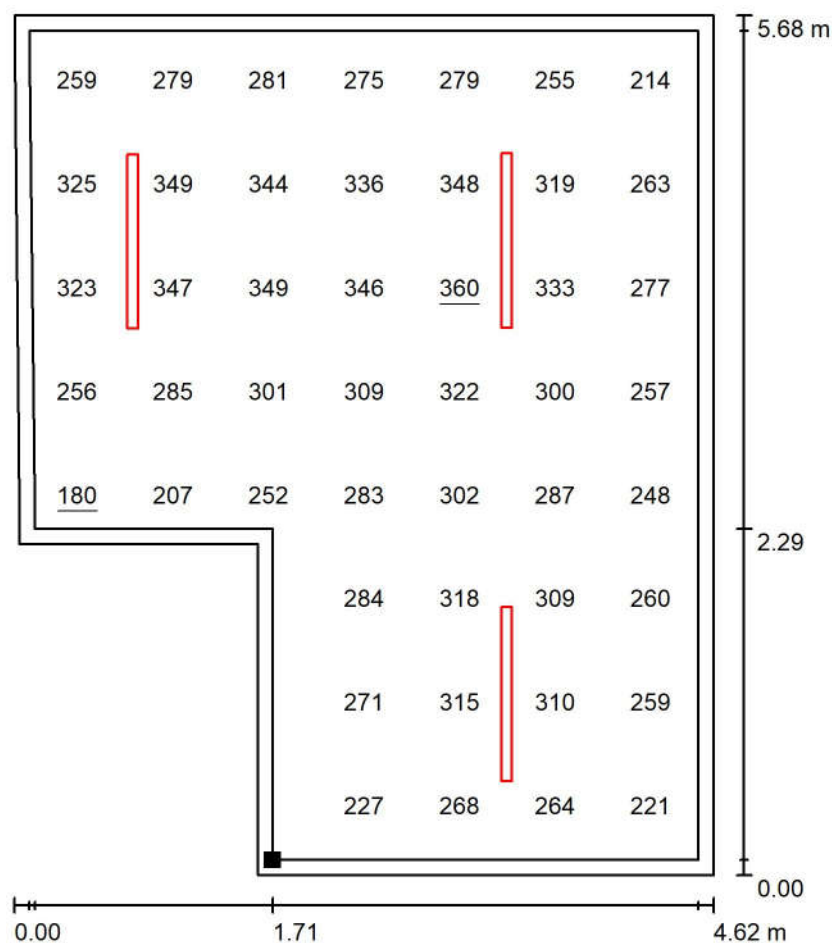 5.68 m
259 279 281 275 279 255 214
325 349 344 336 348 319 263
323 347 349 346 360 333 277
256 285 301 309 322 300 257
180 207 252 283 302 287 248
2.29
284 318 309 260
271 315 310 259
227 268 264 221
0.00
0.00 1.71 4.62 m